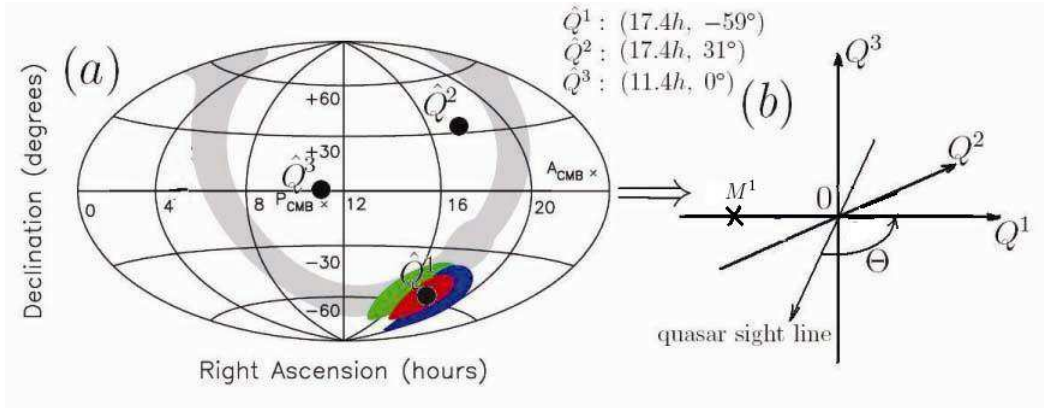 (a)
Declination (degrees)
Right Ascension (hours)
+60
+30
0
4
8
12
16
20
−30
−60
P_CMB ×
A_CMB ×
Q̂²
Q̂³
Q̂¹
Q̂¹ : (17.4h, −59°)
Q̂² : (17.4h, 31°)
Q̂³ : (11.4h, 0°)
(b)
Q³
Q²
M¹
0
Q¹
Θ
quasar sight line